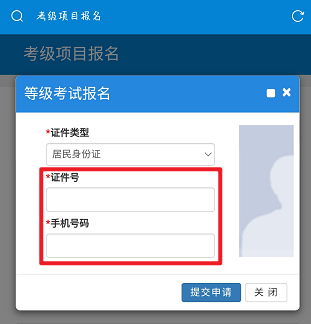 考级项目报名
考级项目报名
等级考试报名
*证件类型
居民身份证
*证件号
*手机号码
提交申请 关 闭